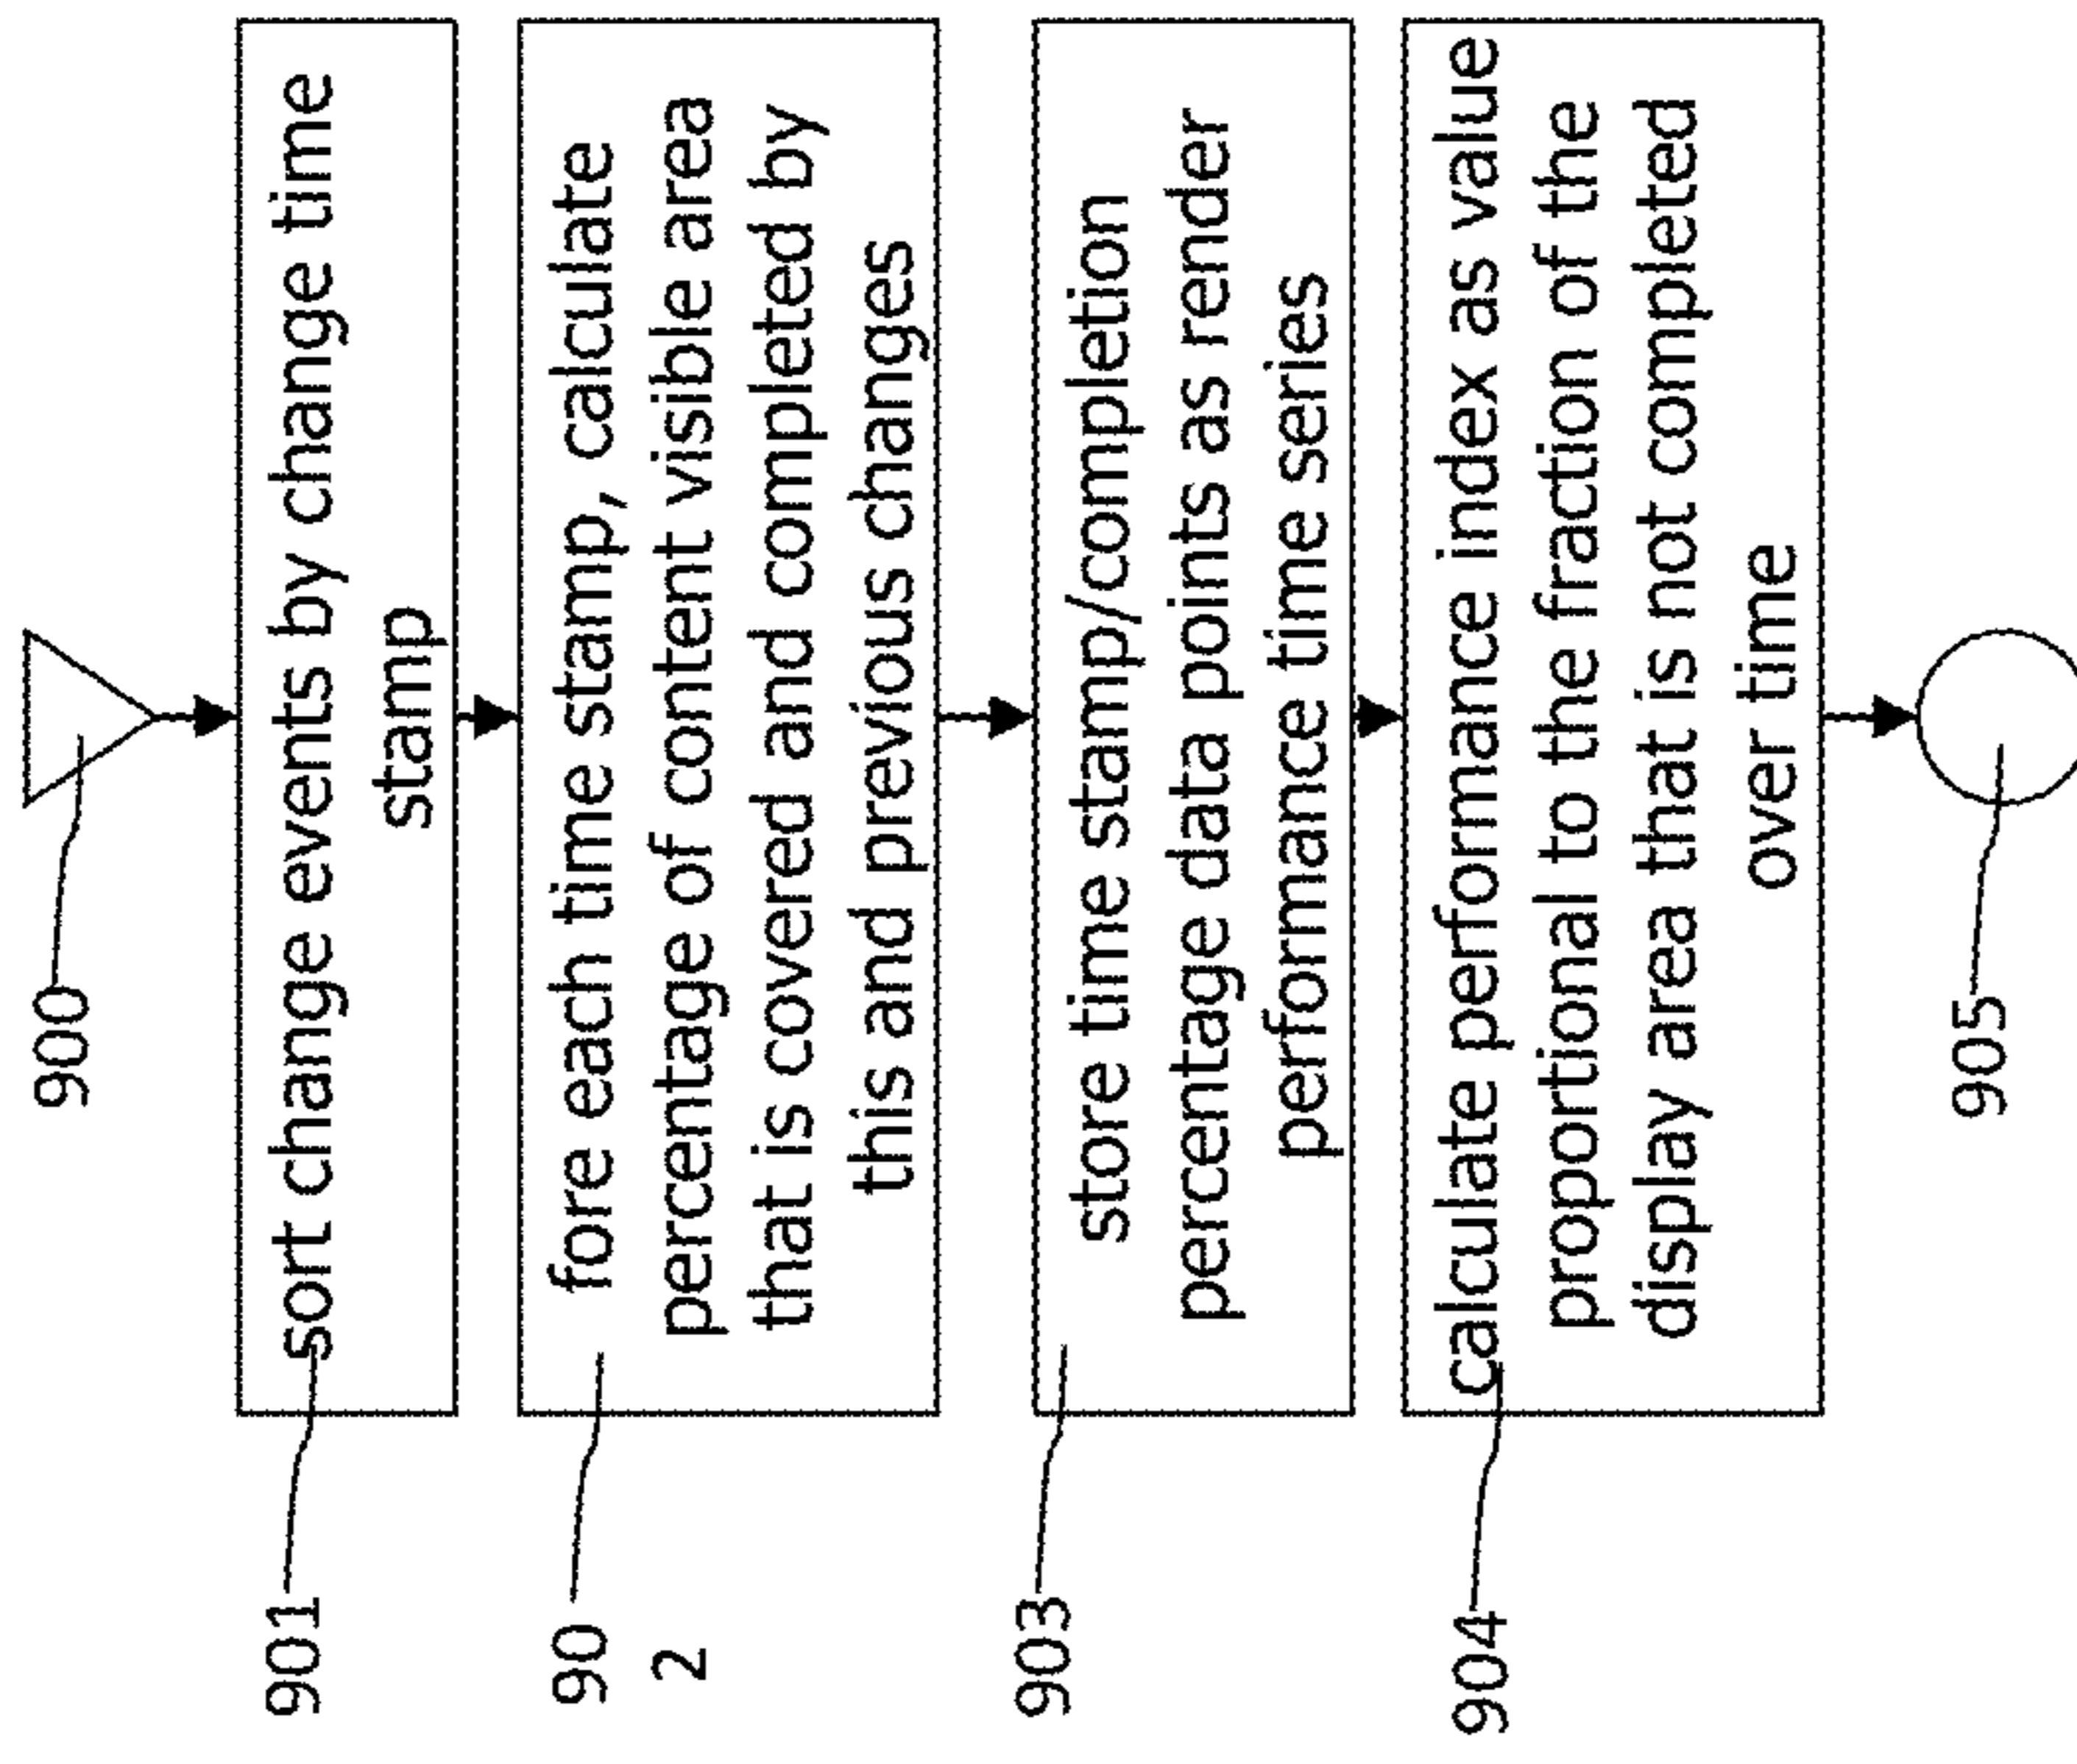 900
901
sort change events by change time
stamp
90
2
fore each time stamp, calculate
percentage of content visible area
that is covered and completed by
this and previous changes
903
store time stamp/completion
percentage data points as render
performance time series
904
calculate performance index as value
proportional to the fraction of the
display area that is not completed
over time
905